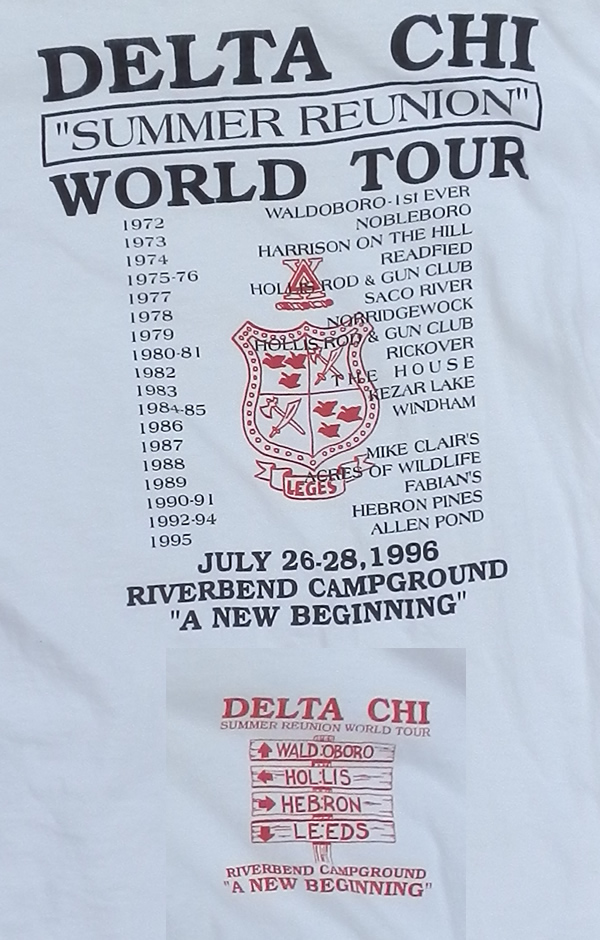 DELTA CHI
"SUMMER REUNION"
WORLD TOUR
1972 WALDOBORO-1ST EVER
1973 NOBLEBORO
1974 HARRISON ON THE HILL
1975-76 READFIED
1977 HOLLIS ROD & GUN CLUB
1978 SACO RIVER
1979 NORRIDGEWOCK
1980-81 HOLLIS ROD & GUN CLUB
1982 RICKOVER
1983 THE HOUSE
1984-85 KEZAR LAKE
1986 WINDHAM
1987
1988 MIKE CLAIR'S
1989 ACRES OF WILDLIFE
1990-91 FABIAN'S
1992-94 HEBRON PINES
1995 ALLEN POND
LEGES
JULY 26-28, 1996
RIVERBEND CAMPGROUND
"A NEW BEGINNING"
DELTA CHI
SUMMER REUNION WORLD TOUR
WALDOBORO
HOLLIS
HEBRON
LEEDS
RIVERBEND CAMPGROUND
"A NEW BEGINNING"